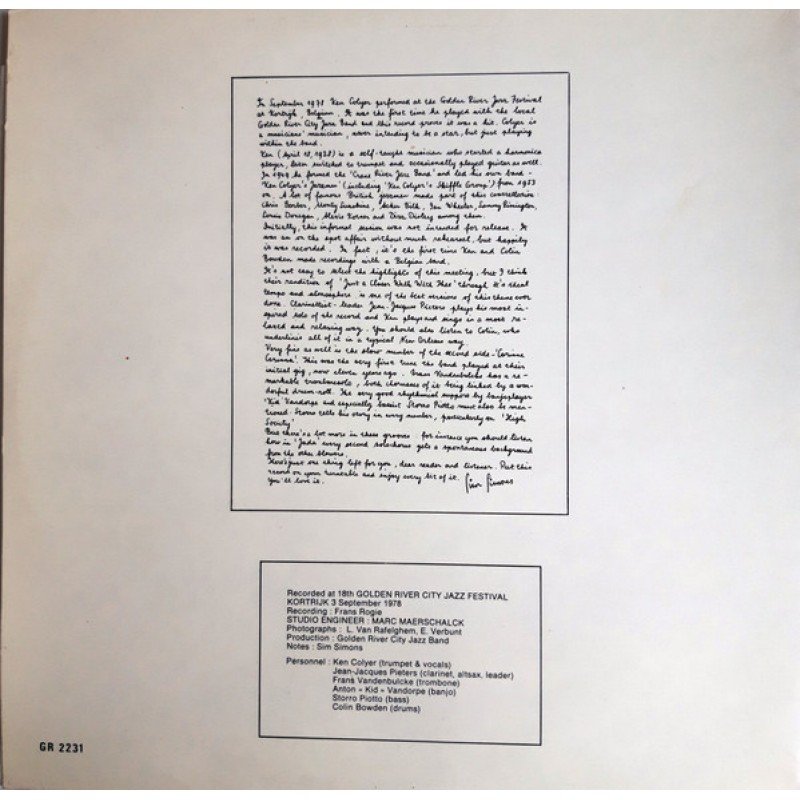 In September 1978 Ken Colyer performed at the Golden River Jazz Festival
at Kortrijk, Belgium. It was the first time he played with the local
Golden River City Jazz Band and this record proves it was a hit. Colyer is
a musicians' musician, never intending to be a star, but just playing
within the band.
Ken (April 18, 1928) is a self-taught musician who started a harmonica
player, later switched to trumpet and occasionally played guitar as well.
In 1949 he formed the 'Crane River Jazz Band' and led his own band -
'Ken Colyer's Jazzmen' (including 'Ken Colyer's Skiffle Group') from 1953
on. A lot of famous British jazzmen made part of this
Chris Barber, Monty Sunshine, Acker Bilk, Ian Wheeler, Sammy Rimington,
Lonnie Donegan, Alexis Korner and Diz Disley among them.
Initially, this informal session was not intended for release. It
was an on the spot affair without much rehearsal, but happily
it was recorded. In fact, it's the first time Ken and Colin
Bowden made recordings with a Belgian band.
It's not easy to select the highlights of this meeting, but I think
their rendition of 'Just a Closer Walk With Thee' through it's ideal
tempo and atmosphere is one of the best versions of this theme ever
done. Clarinettist-leader Jean-Jacques Pieters plays his most in-
spired solo of the record and Ken plays and sings in a most re-
laxed and relaxing way. You should also listen to Colin, who
underlines all of it in a typical New Orleans way.
Very fine as well is the slow number of the second side - 'Corinne
Corinna'. This was the very first tune the band played at their
initial gig, now eleven years ago. Frans Vandenbulcke has a re-
markable trombonesolo, both chorusses of it being linked by a won-
derful drum-roll. The very good rhythmical support by banjoplayer
'Kid' Vandorpe and especially bassist Storro Piotto must also be men-
tioned. Storro tells his story in every number, particularly on 'High
Society'
But there's a lot more in these grooves: for instance you should listen
how in 'Jada' every second solochorus gets a spontaneous background
from the other blowers.
There's just one thing left for you, dear reader and listener. Put this
record on your turntable and enjoy every bit of it.
You'll love it. Sim Simons
Recorded at 18th GOLDEN RIVER CITY JAZZ FESTIVAL
KORTRIJK 3 September 1978
Recording : Frans Rogie
STUDIO ENGINEER : MARC MAERSCHALCK
Photographs : L. Van Rafelghem, E. Verbunt
Production : Golden River City Jazz Band
Notes : Sim Simons
Personnel : Ken Colyer (trumpet & vocals)
Jean-Jacques Pieters (clarinet, altsax, leader)
Frans Vandenbulcke (trombone)
Anton « Kid » Vandorpe (banjo)
Storro Piotto (bass)
Colin Bowden (drums)
GR 2231